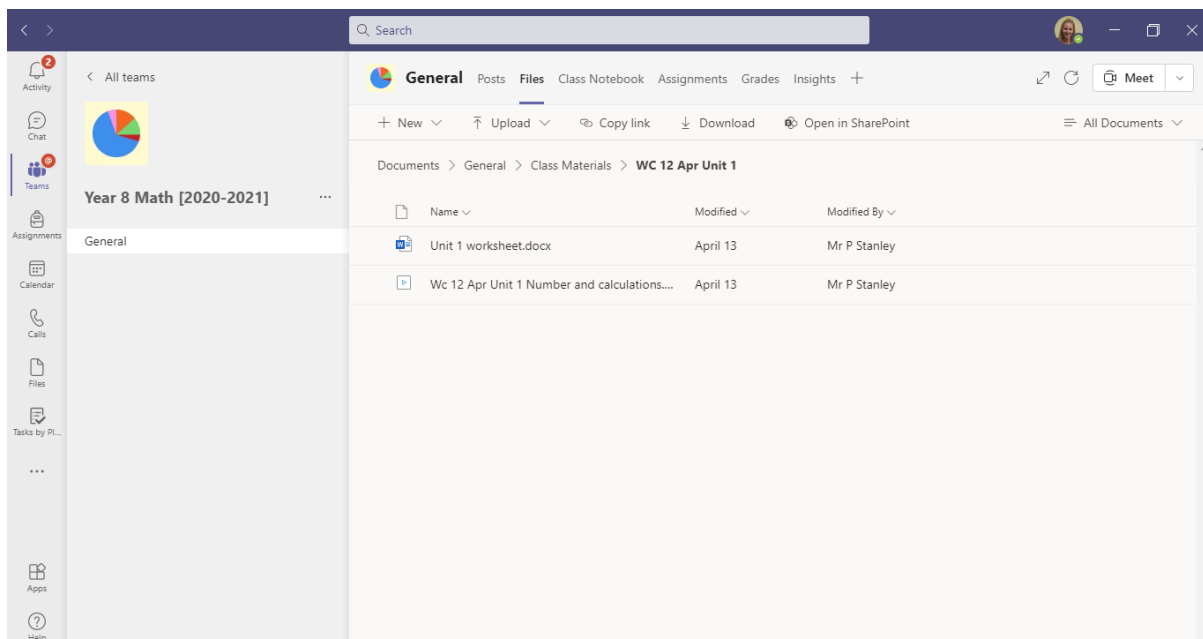 Search
2
Activity
Chat
@
Teams
Assignments
Calendar
Calls
Files
Tasks by Pl...
...
Apps
Help
All teams
Year 8 Math [2020-2021] ...
General
General Posts Files Class Notebook Assignments Grades Insights + Meet
+ New Upload Copy link Download Open in SharePoint All Documents
Documents > General > Class Materials > WC 12 Apr Unit 1
Name Modified Modified By
Unit 1 worksheet.docx April 13 Mr P Stanley
Wc 12 Apr Unit 1 Number and calculations.... April 13 Mr P Stanley